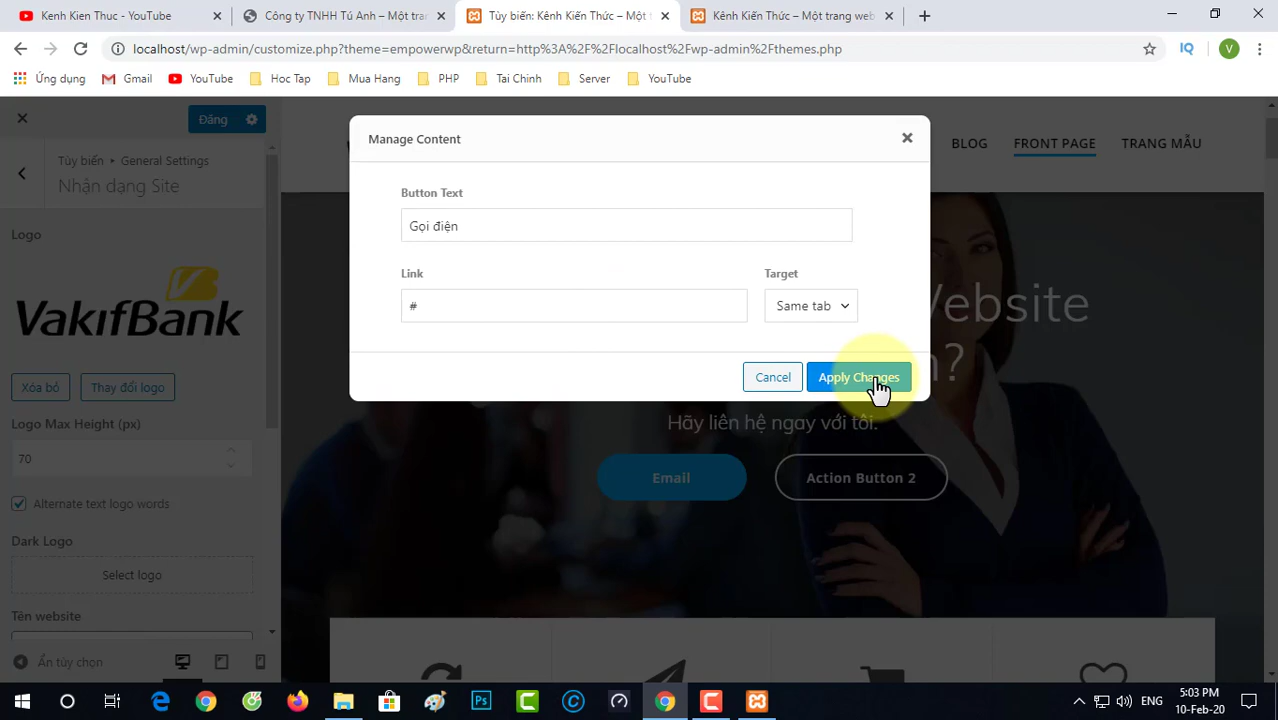 Kenh Kien Thuc - YouTube
Công ty TNHH Tú Anh – Một tran
Tùy biến: Kênh Kiến Thức – Một t
Kênh Kiến Thức – Một trang web
localhost/wp-admin/customize.php?theme=empowerwp&return=http%3A%2F%2Flocalhost%2Fwp-admin%2Fthemes.php
IQ
V
Ứng dụng
Gmail
YouTube
Hoc Tap
Mua Hang
PHP
Tai Chinh
Server
YouTube
Đăng
Tùy biến ▸ General Settings
Nhận dạng Site
Logo
VakıfBank
Xóa bỏ
Thay đổi logo
Logo Max Height (px)
70
Alternate text logo words
Dark Logo
Select logo
Tên website
Ẩn tùy chọn
BLOG
FRONT PAGE
TRANG MẪU
Manage Content
Button Text
Gọi điện
Link
Target
#
Same tab
Cancel
Apply Changes
Website
?
Hãy liên hệ ngay với tôi.
Email
Action Button 2
Ps
ENG
5:03 PM
10-Feb-20